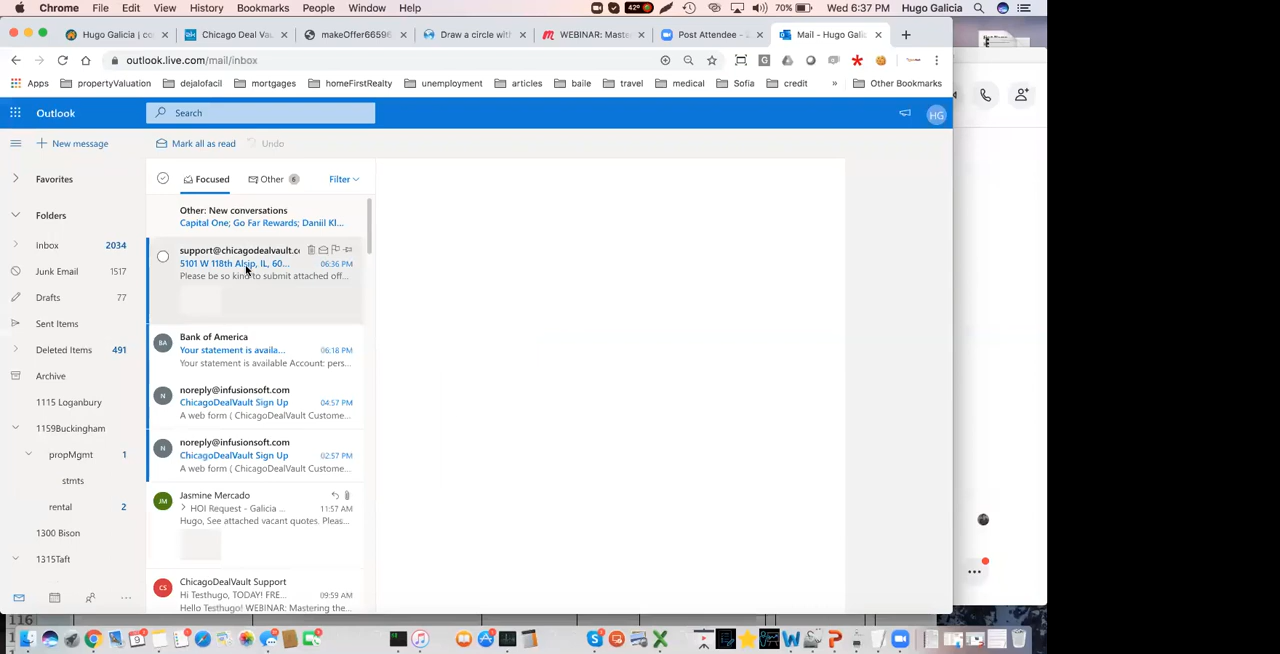 Chrome File Edit View History Bookmarks People Window Help 42° 70% Wed 6:37 PM Hugo Galicia
Hugo Galicia | co Chicago Deal Vau makeOffer66596 Draw a circle with WEBINAR: Maste Post Attendee - Z Mail - Hugo Galic
outlook.live.com/mail/inbox
Apps propertyValuation dejalofacil mortgages homeFirstRealty unemployment articles baile travel medical Sofia credit » Other Bookmarks
Outlook Search HG
New message Mark all as read Undo
Favorites Focused Other 6 Filter
Folders
Other: New conversations
Capital One; Go Far Rewards; Daniil Kl...
Inbox 2034
support@chicagodealvault.cc
5101 W 118th Alsip, IL, 60... 06:36 PM
Please be so kind to submit attached off...
Junk Email 1517
Drafts 77
Sent Items
Deleted Items 491
Archive
1115 Loganbury
1159Buckingham
propMgmt 1
stmts
rental 2
1300 Bison
1315Taft
BA Bank of America
Your statement is availa... 06:18 PM
Your statement is available Account: pers...
N noreply@infusionsoft.com
ChicagoDealVault Sign Up 04:57 PM
A web form ( ChicagoDealVault Custome...
N noreply@infusionsoft.com
ChicagoDealVault Sign Up 02:57 PM
A web form ( ChicagoDealVault Custome...
JM Jasmine Mercado
HOI Request - Galicia ... 11:57 AM
Hugo, See attached vacant quotes. Pleas...
CS ChicagoDealVault Support
Hi Testhugo, TODAY! FRE... 09:59 AM
Hello Testhugo! WEBINAR: Mastering the...
116